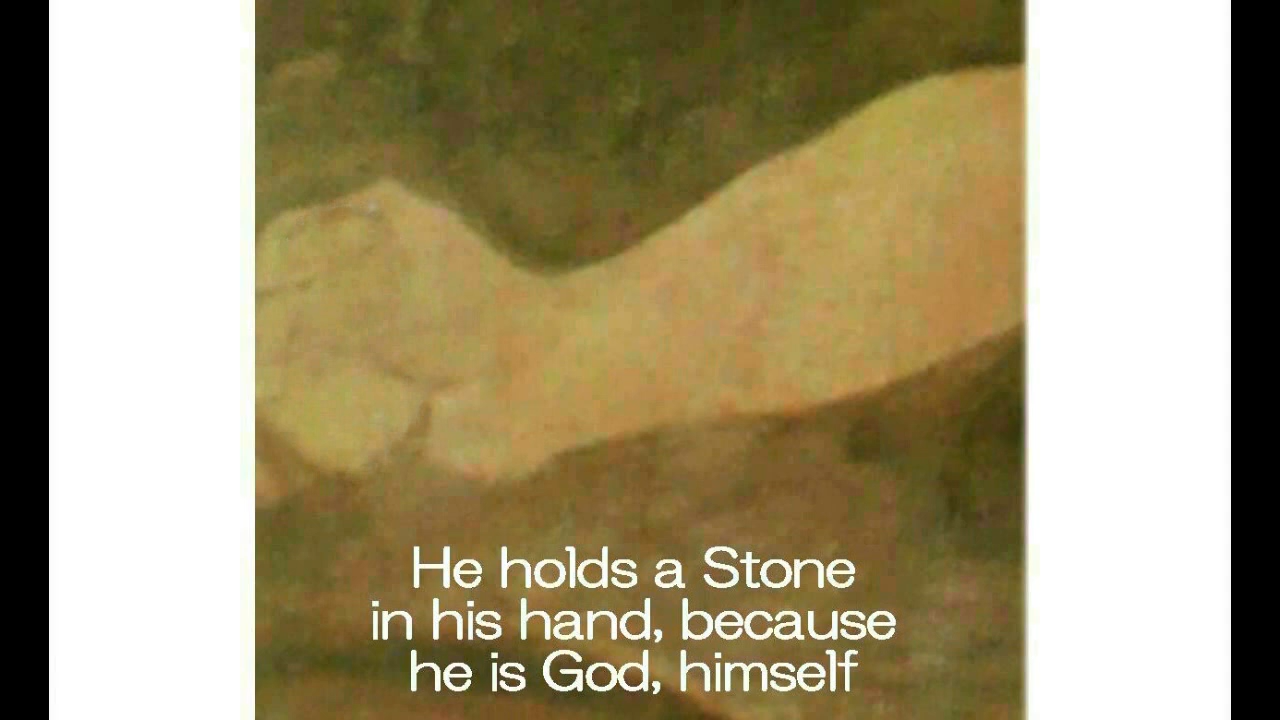 He holds a Stone
in his hand, because
he is God, himself